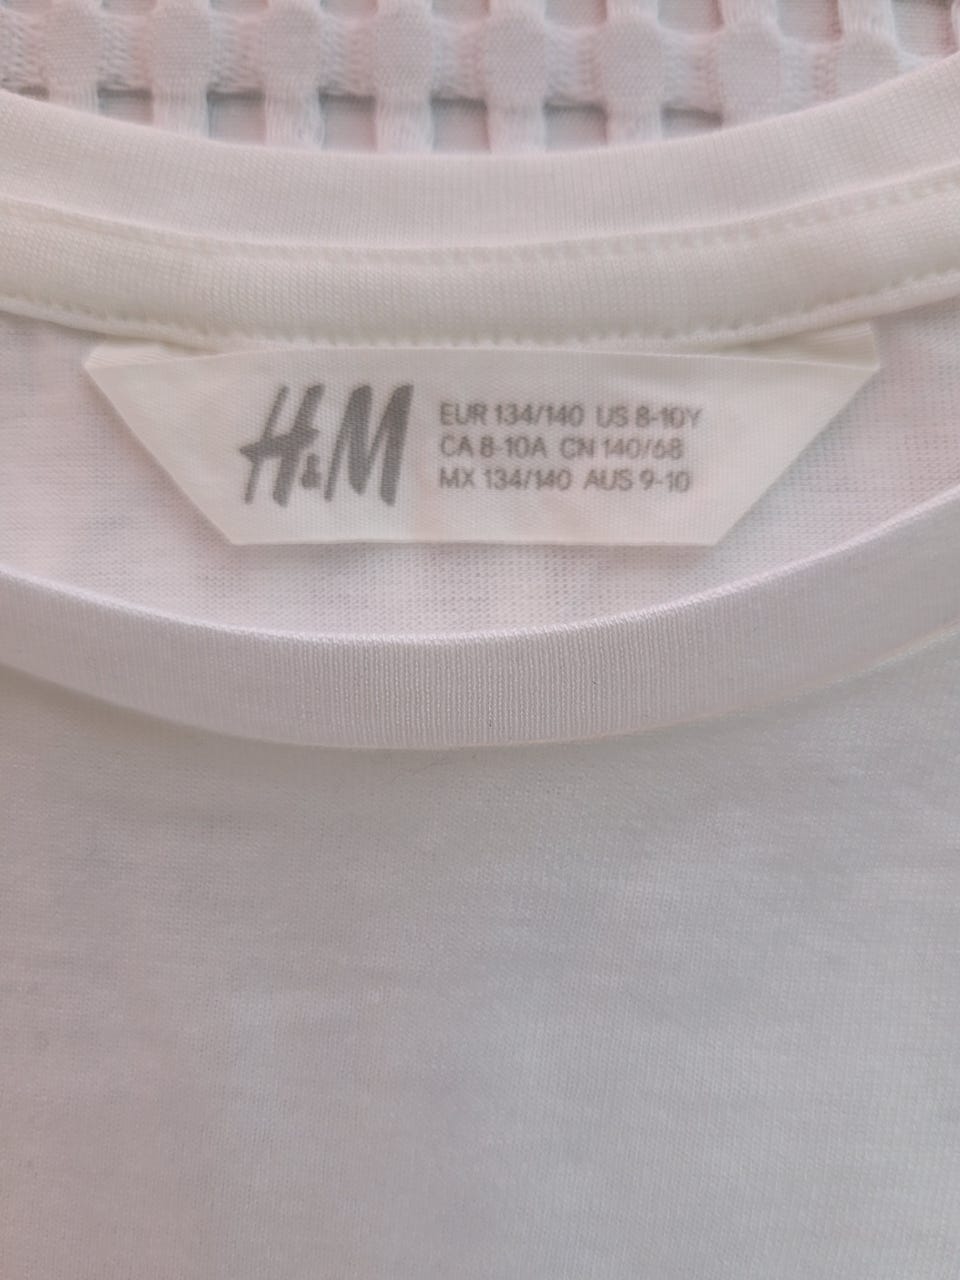 H&M
EUR 134/140 US 8-10Y
CA 8-10A CN 140/68
MX 134/140 AUS 9-10